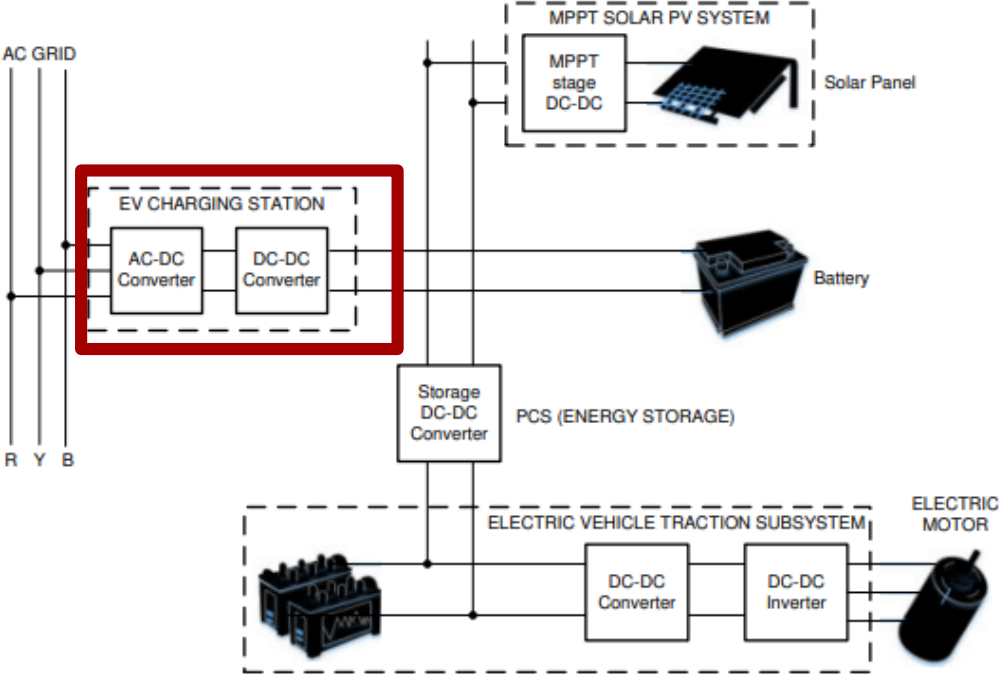 MPPT SOLAR PV SYSTEM
AC GRID
MPPT
stage
DC-DC
Solar Panel
EV CHARGING STATION
AC-DC
Converter
DC-DC
Converter
Battery
Storage
DC-DC
Converter
PCS (ENERGY STORAGE)
R Y B
ELECTRIC
MOTOR
ELECTRIC VEHICLE TRACTION SUBSYSTEM
DC-DC
Converter
DC-DC
Inverter